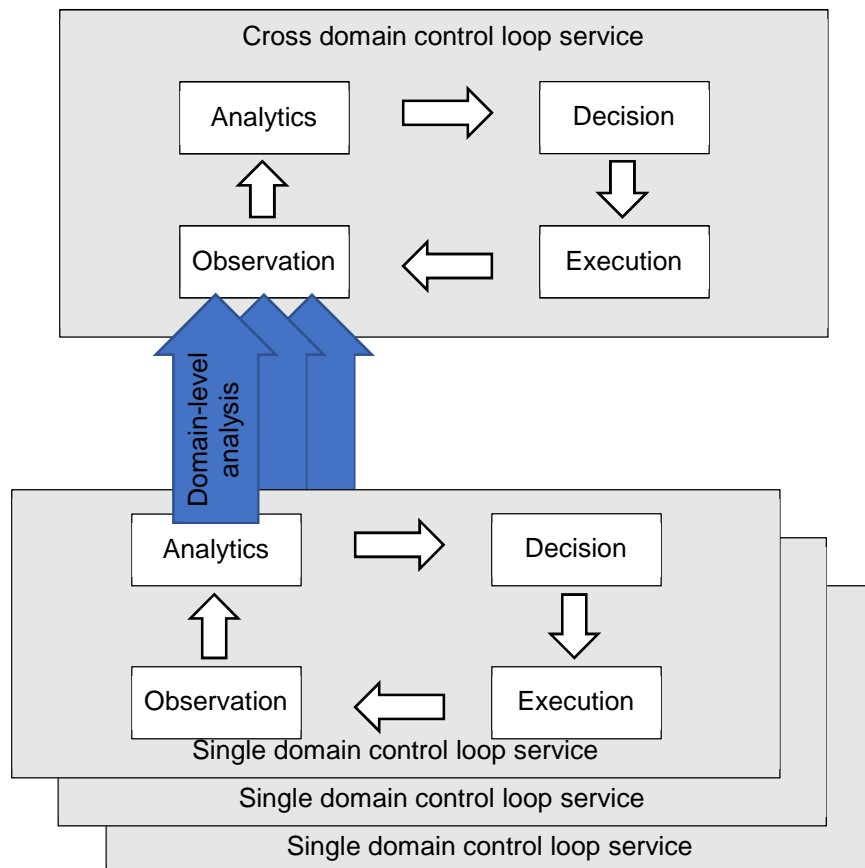 Cross domain control loop service
Analytics
Decision
Observation
Execution
Domain-level
analysis
Analytics
Decision
Observation
Execution
Single domain control loop service
Single domain control loop service
Single domain control loop service